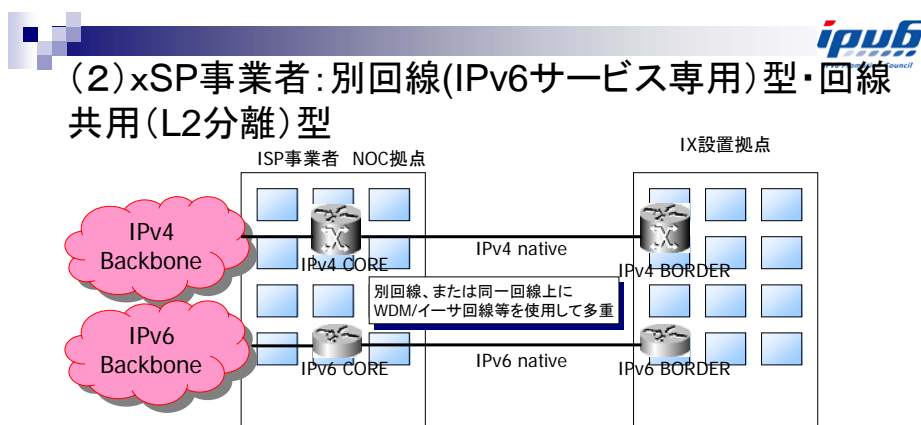 ipv6
(2)xSP事業者:別回線(IPv6サービス専用)型・回線
共用(L2分離)型
ISP事業者 NOC拠点
IX設置拠点
IPv4
Backbone
IPv4 CORE
IPv4 native
IPv4 BORDER
別回線、または同一回線上に
WDM/イーサ回線等を使用して多重
IPv6
Backbone
IPv6 CORE
IPv6 native
IPv6 BORDER